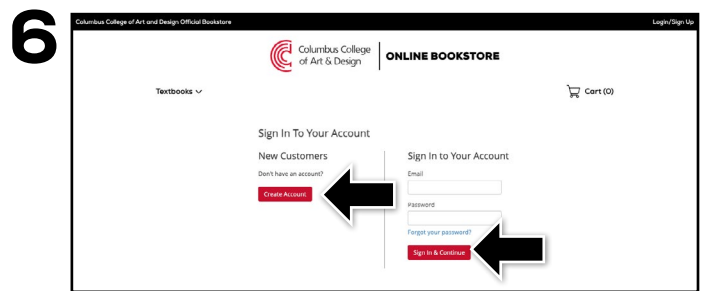 6
Columbus College of Art and Design Official Bookstore
Login/Sign Up
Columbus College
of Art & Design
ONLINE BOOKSTORE
Textbooks
Cart (0)
Sign In To Your Account
New Customers
Don't have an account?
Create Account
Sign In to Your Account
Email
Password
Forgot your password?
Sign In & Continue